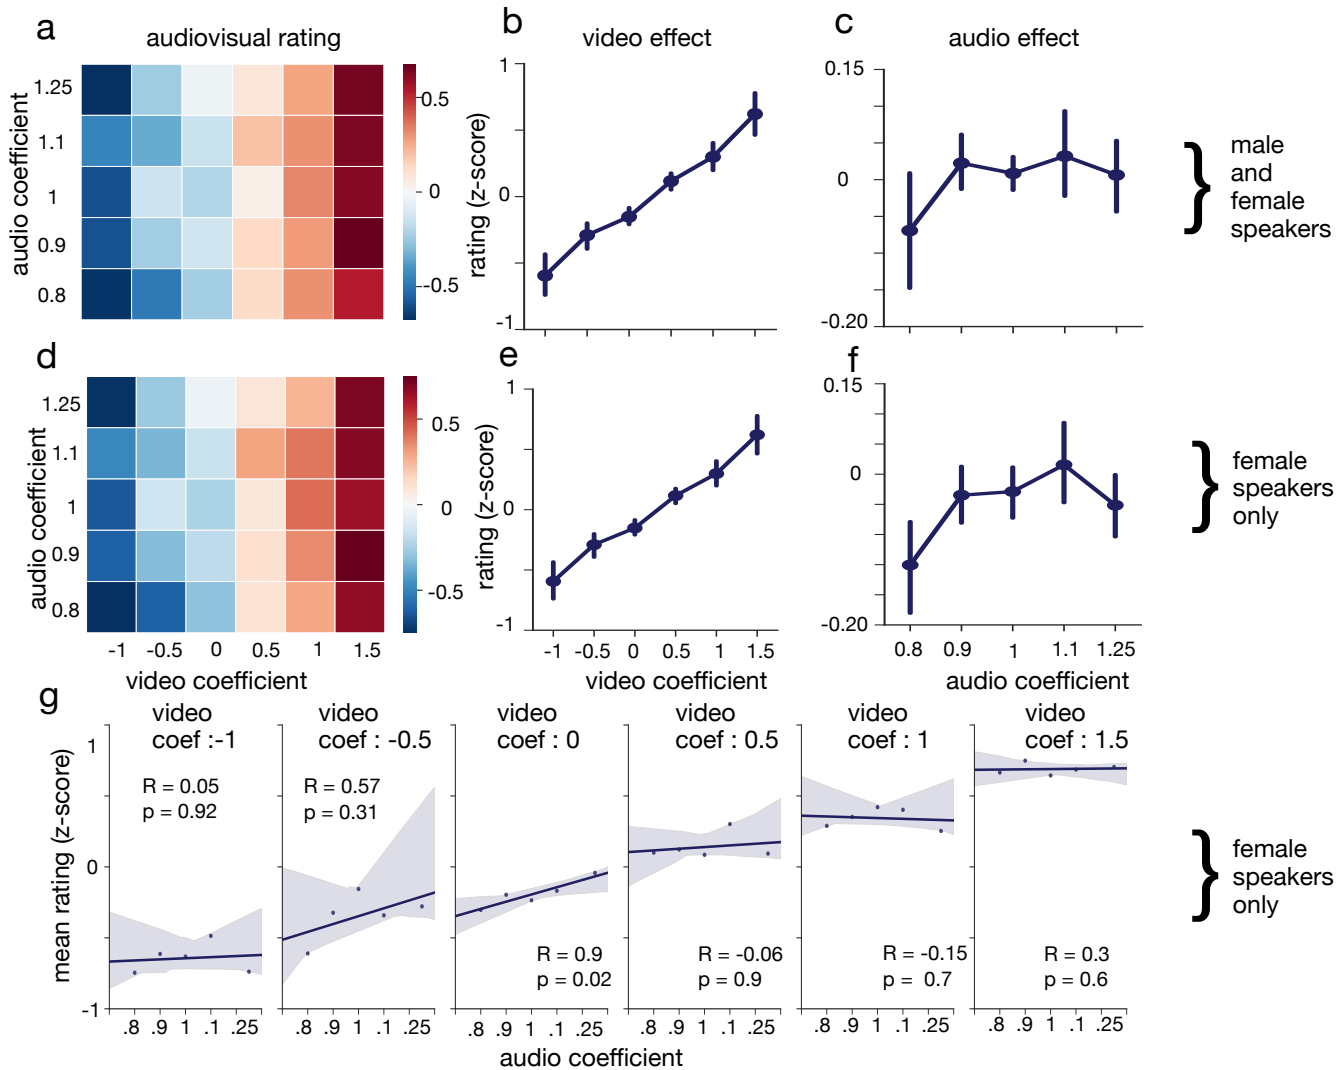 a
audiovisual rating
audio coefficient
1.25
1.1
1
0.9
0.8
0.5
0
-0.5
b
video effect
rating (z-score)
1
0
-1
c
audio effect
0.15
0
-0.20
male
and
female
speakers
d
audio coefficient
1.25
1.1
1
0.9
0.8
-1 -0.5 0 0.5 1 1.5
video coefficient
0.5
0
-0.5
e
rating (z-score)
1
0
-1
-1 -0.5 0 0.5 1 1.5
video coefficient
f
0.15
0
-0.20
0.8 0.9 1 1.1 1.25
audio coefficient
female
speakers
only
g
mean rating (z-score)
1
0
-1
video
coef :-1
R = 0.05
p = 0.92
.8 .9 1 .1 .25
video
coef : -0.5
R = 0.57
p = 0.31
.8 .9 1 .1 .25
video
coef : 0
R = 0.9
p = 0.02
.8 .9 1 .1 .25
video
coef : 0.5
R = -0.06
p = 0.9
.8 .9 1 .1 .25
video
coef : 1
R = -0.15
p = 0.7
.8 .9 1 .1 .25
video
coef : 1.5
R = 0.3
p = 0.6
.8 .9 1 .1 .25
audio coefficient
female
speakers
only